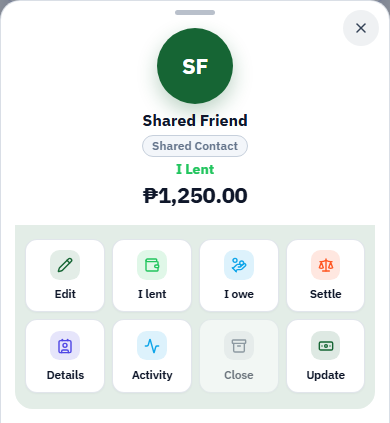 SF
Shared Friend
Shared Contact
I Lent
₱1,250.00
Edit
I lent
I owe
Settle
Details
Activity
Close
Update